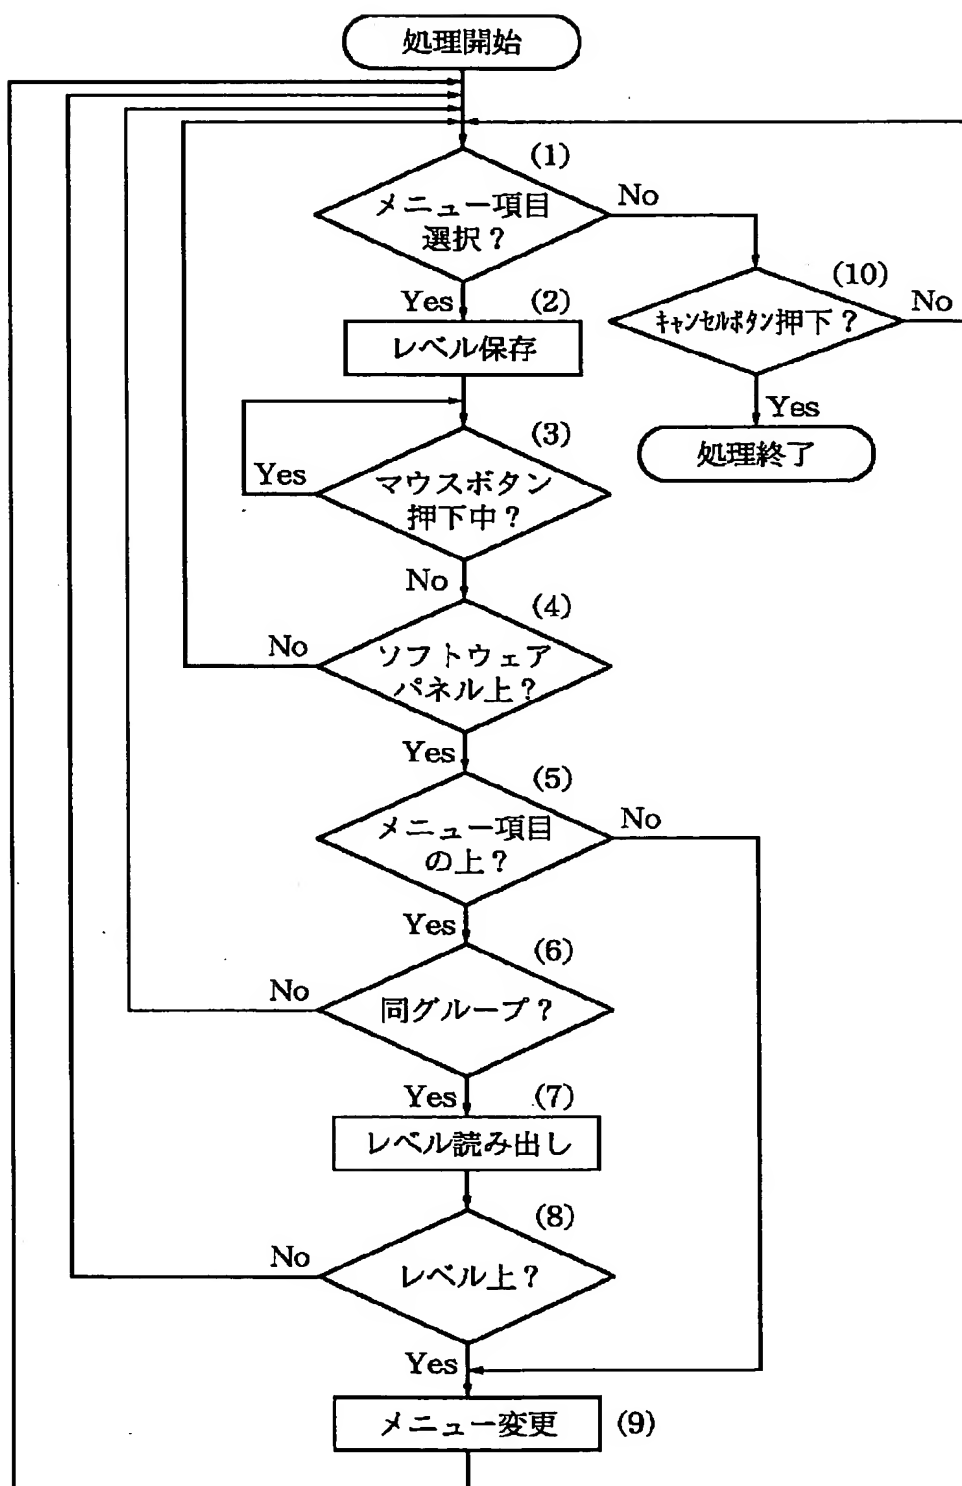 処理開始
(1)
メニュー項目
選択？
No
Yes
(2)
レベル保存
(10)
キャンセルボタン押下？
No
Yes
処理終了
(3)
マウスボタン
押下中？
Yes
No
(4)
ソフトウェア
パネル上？
No
Yes
(5)
メニュー項目
の上？
No
Yes
(6)
同グループ？
No
Yes
(7)
レベル読み出し
(8)
レベル上？
No
Yes
メニュー変更
(9)